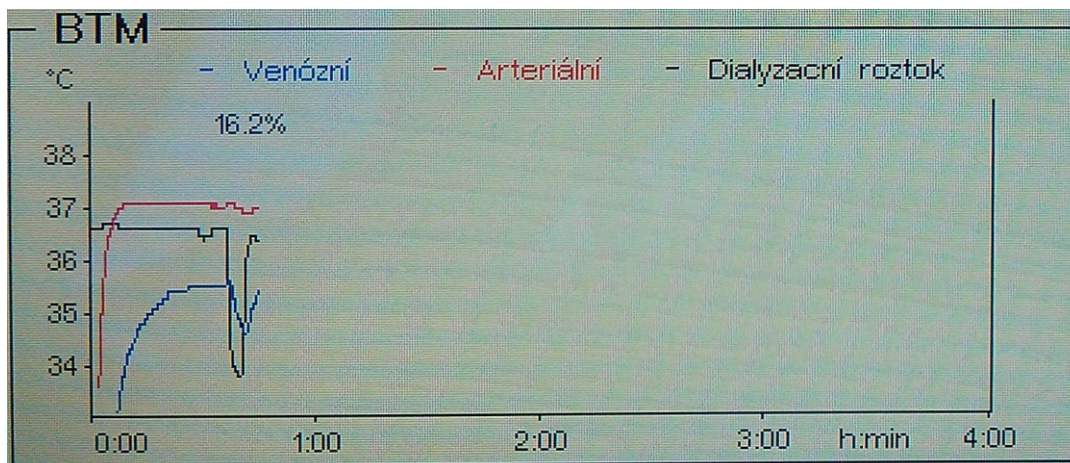 BTM
°C - Venózní - Arteriální - Dialyzacní roztok
16.2%
38
37
36
35
34
0:00 1:00 2:00 3:00 h:min 4:00